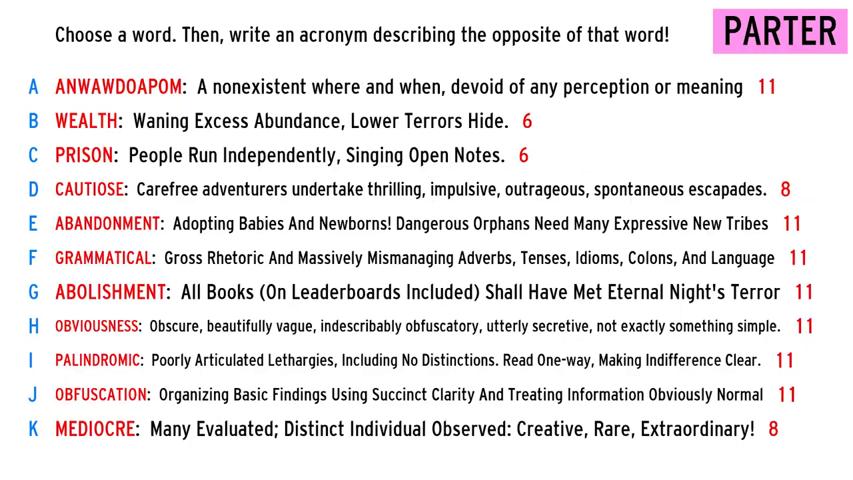 Choose a word. Then, write an acronym describing the opposite of that word!
PARTER
A ANWAWDOAPOM: A nonexistent where and when, devoid of any perception or meaning 11
B WEALTH: Waning Excess Abundance, Lower Terrors Hide. 6
C PRISON: People Run Independently, Singing Open Notes. 6
D CAUTIOSE: Carefree adventurers undertake thrilling, impulsive, outrageous, spontaneous escapades. 8
E ABANDONMENT: Adopting Babies And Newborns! Dangerous Orphans Need Many Expressive New Tribes 11
F GRAMMATICAL: Gross Rhetoric And Massively Mismanaging Adverbs, Tenses, Idioms, Colons, And Language 11
G ABOLISHMENT: All Books (On Leaderboards Included) Shall Have Met Eternal Night's Terror 11
H OBVIOUSNESS: Obscure, beautifully vague, indescribably obfuscatory, utterly secretive, not exactly something simple. 11
I PALINDROMIC: Poorly Articulated Lethargies, Including No Distinctions. Read One-way, Making Indifference Clear. 11
J OBFUSCATION: Organizing Basic Findings Using Succinct Clarity And Treating Information Obviously Normal 11
K MEDIOCRE: Many Evaluated; Distinct Individual Observed: Creative, Rare, Extraordinary! 8